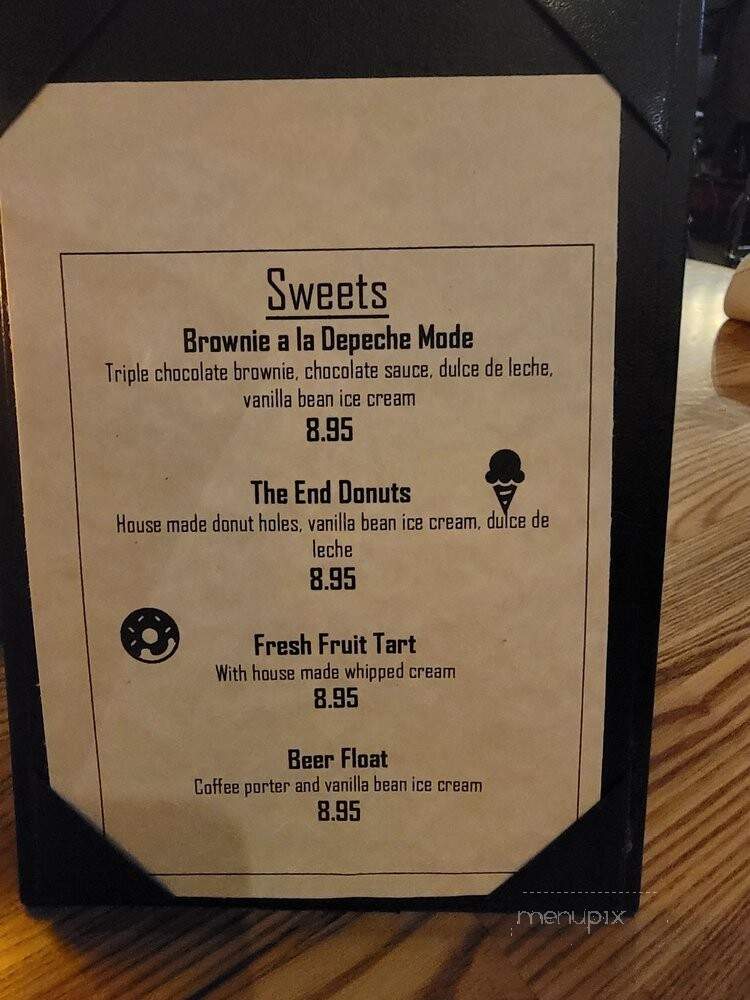 Sweets
Brownie a la Depeche Mode
Triple chocolate brownie, chocolate sauce, dulce de leche,
vanilla bean ice cream
8.95
The End Donuts
House made donut holes, vanilla bean ice cream, dulce de
leche
8.95
Fresh Fruit Tart
With house made whipped cream
8.95
Beer Float
Coffee porter and vanilla bean ice cream
8.95
menupix